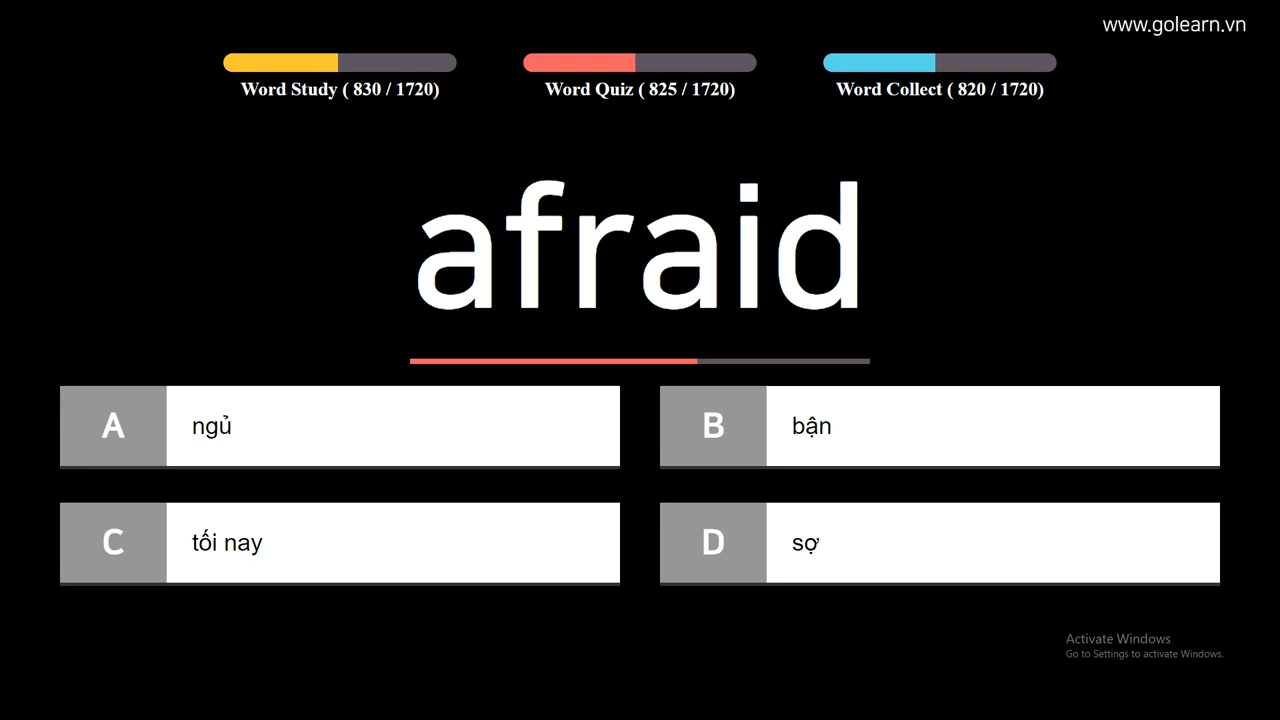 www.golearn.vn
Word Study ( 830 / 1720)
Word Quiz ( 825 / 1720)
Word Collect ( 820 / 1720)
afraid
A ngủ
B bận
C tối nay
D sợ
Activate Windows
Go to Settings to activate Windows.